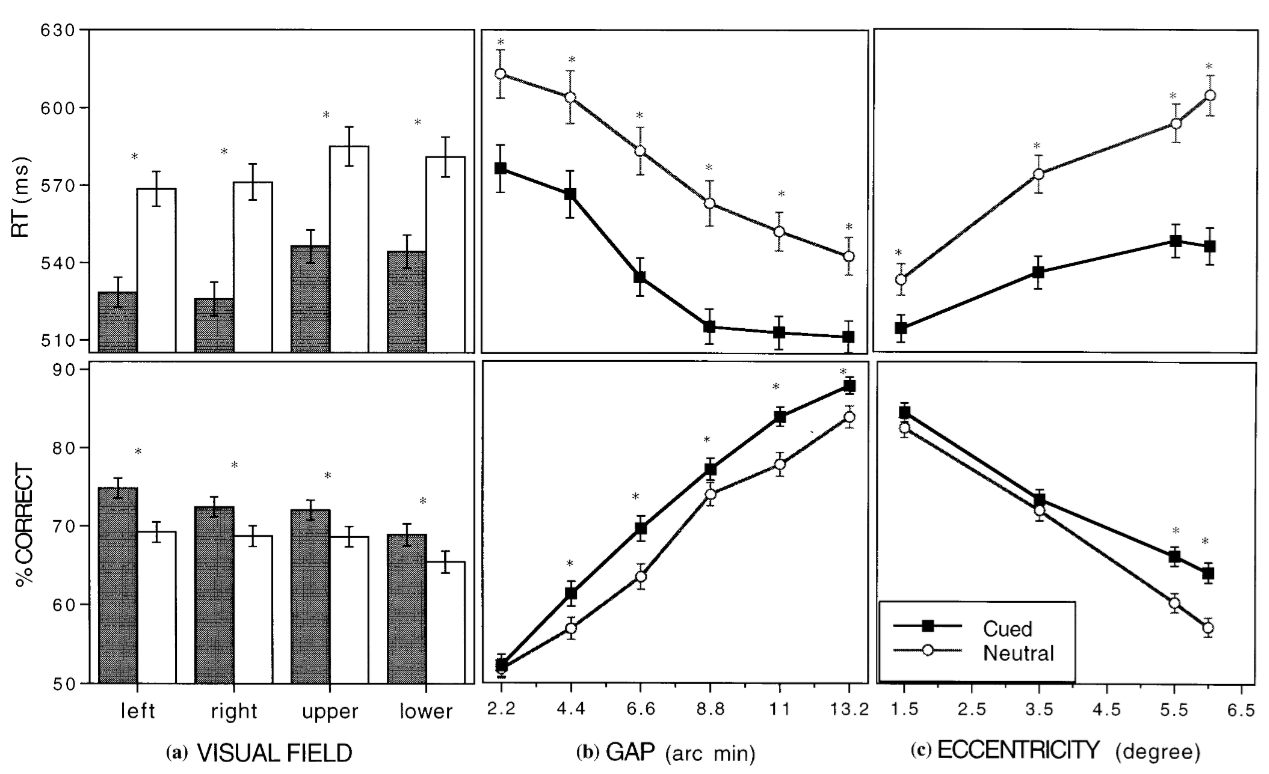 630
600
570
540
510
RT (ms)
* * * *
* * * * * *
* * * *
90
80
70
60
50
% CORRECT
* * * *
* * * * *
* *
Cued
Neutral
left right upper lower
2.2 4.4 6.6 8.8 11 13.2
1.5 2.5 3.5 4.5 5.5 6.5
(a) VISUAL FIELD
(b) GAP (arc min)
(c) ECCENTRICITY (degree)